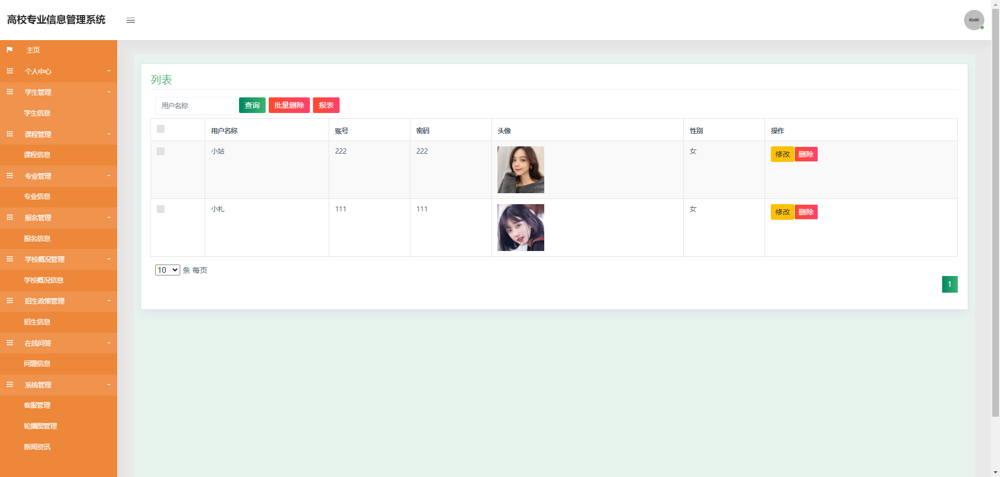 高校专业信息管理系统
80x80
主页
个人中心
学生管理
学生信息
课程管理
课程信息
专业管理
专业信息
报名管理
报名信息
学校概况管理
学校概况信息
招生政策管理
招生信息
在线问答
问题信息
系统管理
客服管理
轮播图管理
新闻资讯
列表
用户名称 查询 批量删除 报表
用户名称 账号 密码 头像 性别 操作
小站 222 222 女 修改 删除
小札 111 111 女 修改 删除
10 条 每页
1